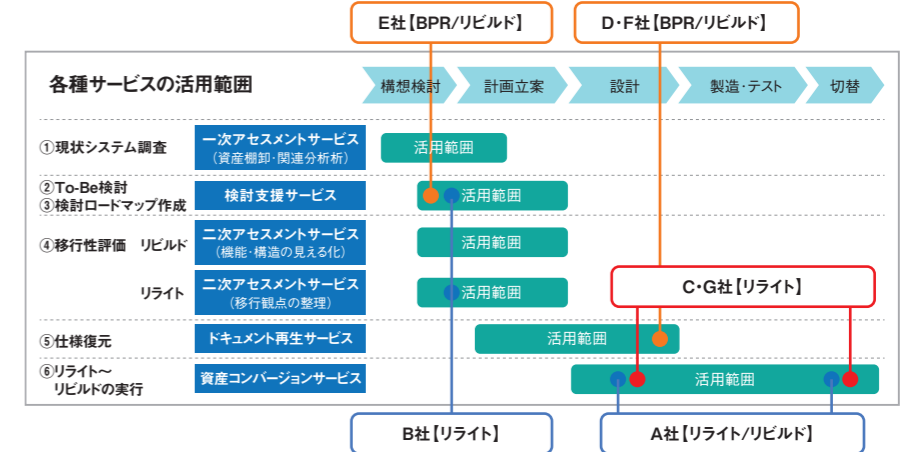 E社【BPR/リビルド】
D・F社【BPR/リビルド】
各種サービスの活用範囲
構想検討
計画立案
設計
製造・テスト
切替
①現状システム調査
一次アセスメントサービス
(資産棚卸・関連分析析)
活用範囲
②To-Be検討
③検討ロードマップ作成
検討支援サービス
活用範囲
④移行性評価 リビルド
二次アセスメントサービス
(機能・構造の見える化)
活用範囲
リライト
二次アセスメントサービス
(移行観点の整理)
活用範囲
C・G社【リライト】
⑤仕様復元
ドキュメント再生サービス
活用範囲
⑥リライト~
リビルドの実行
資産コンバージョンサービス
活用範囲
B社【リライト】
A社【リライト/リビルド】